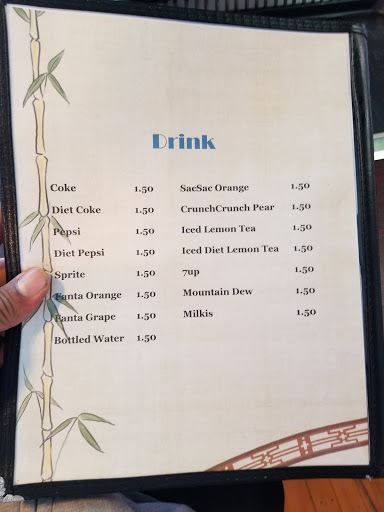 Drink
Coke 1.50
Diet Coke 1.50
Pepsi 1.50
Diet Pepsi 1.50
Sprite 1.50
Fanta Orange 1.50
Fanta Grape 1.50
Bottled Water 1.50
SacSac Orange 1.50
CrunchCrunch Pear 1.50
Iced Lemon Tea 1.50
Iced Diet Lemon Tea 1.50
7up 1.50
Mountain Dew 1.50
Milkis 1.50